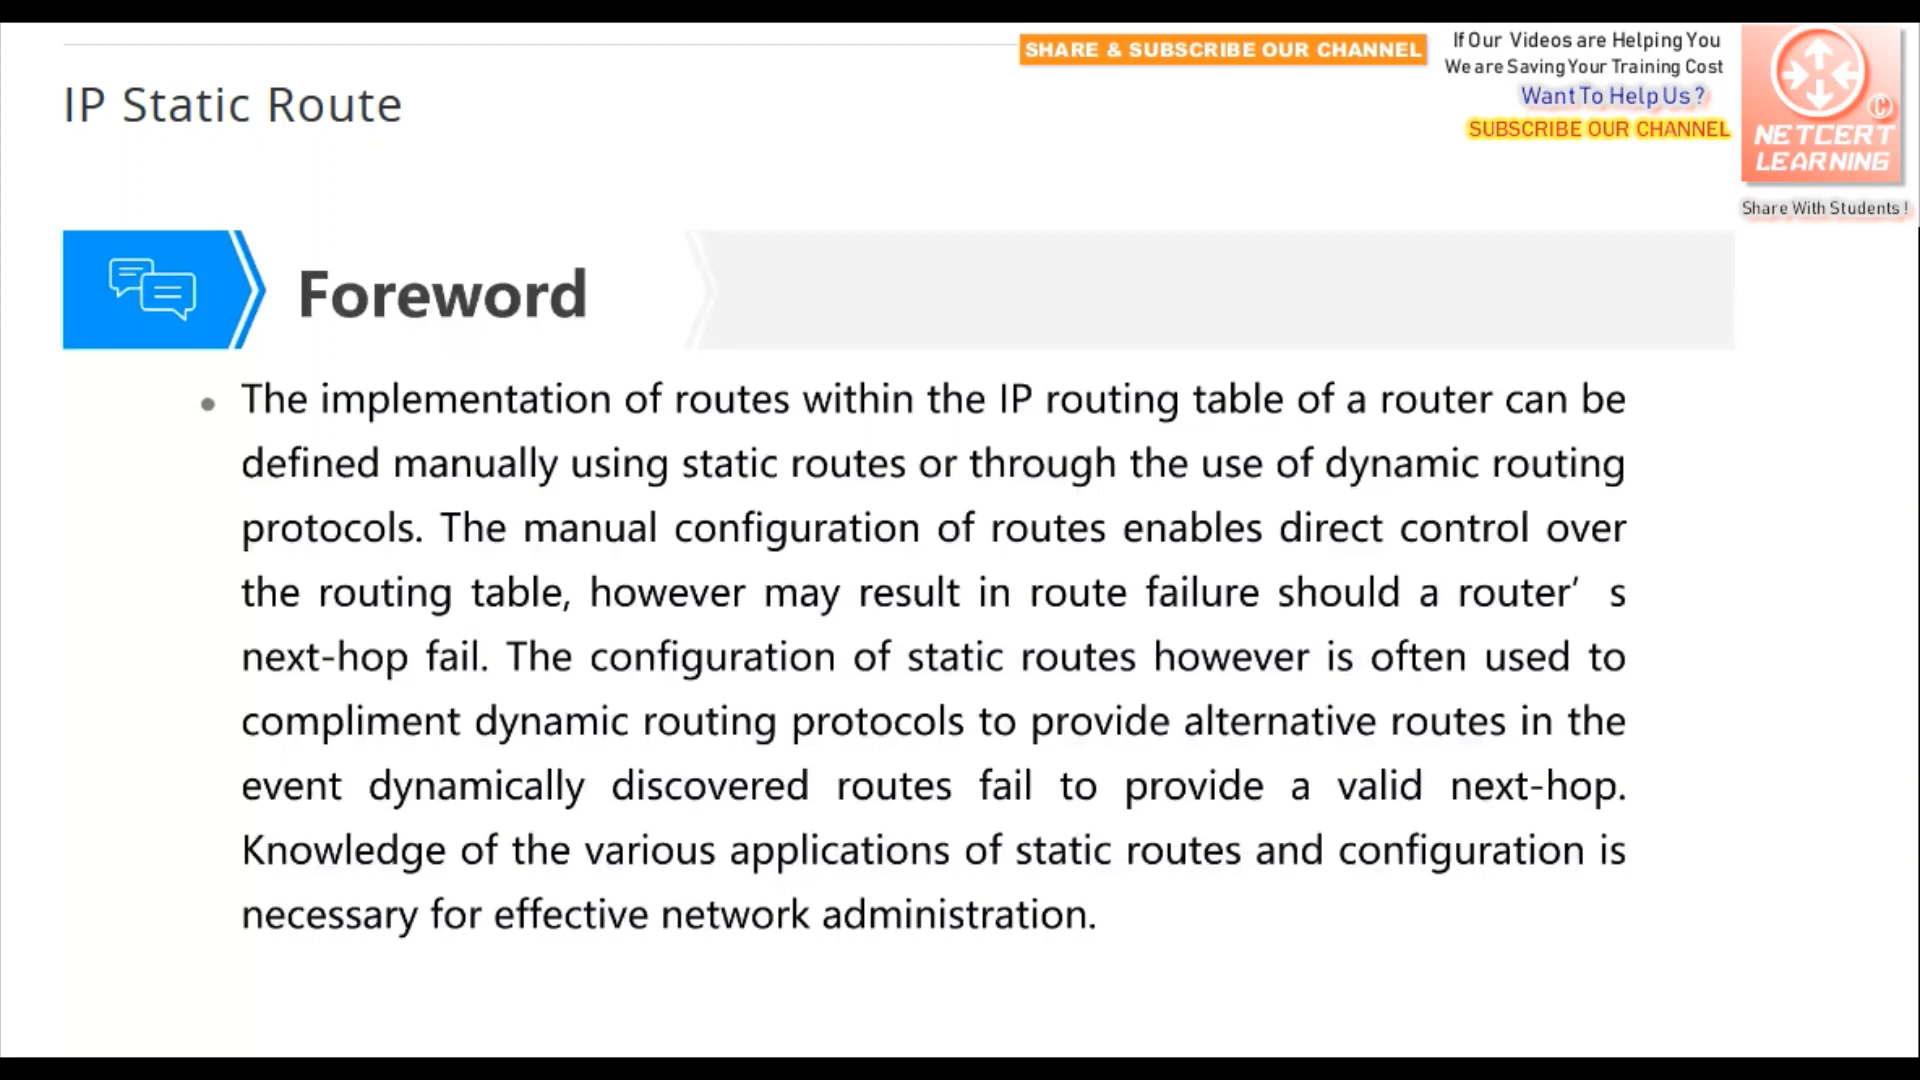 SHARE & SUBSCRIBE OUR CHANNEL
If Our Videos are Helping You
We are Saving Your Training Cost
Want To Help Us ?
SUBSCRIBE OUR CHANNEL
©
NETCERT
LEARNING
Share With Students !
IP Static Route
Foreword
• The implementation of routes within the IP routing table of a router can be
defined manually using static routes or through the use of dynamic routing
protocols. The manual configuration of routes enables direct control over
the routing table, however may result in route failure should a router’ s
next-hop fail. The configuration of static routes however is often used to
compliment dynamic routing protocols to provide alternative routes in the
event dynamically discovered routes fail to provide a valid next-hop.
Knowledge of the various applications of static routes and configuration is
necessary for effective network administration.